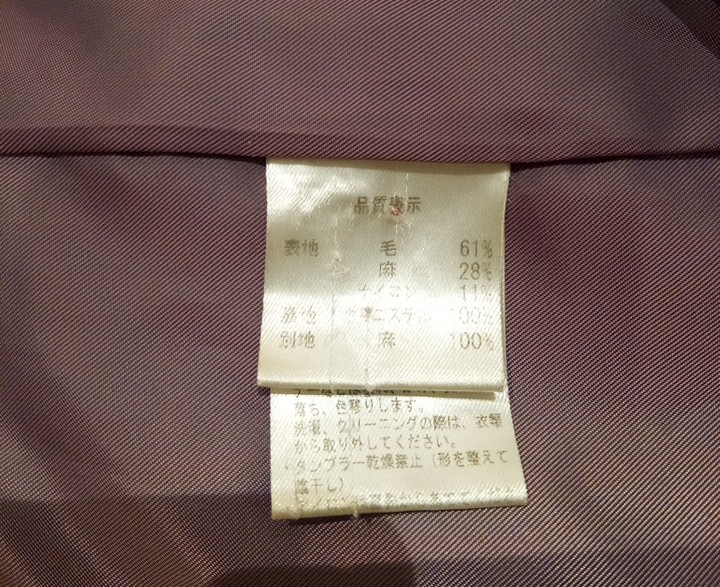 品質表示
表地 毛 61%
麻 28%
ナイロン 11%
裏地 ポリエステル 100%
別地 麻 100%
落ち、色移りします。
洗濯、クリーニングの際は、衣類
から取り外してください。
・タンブラー乾燥禁止(形を整えて
陰干し)